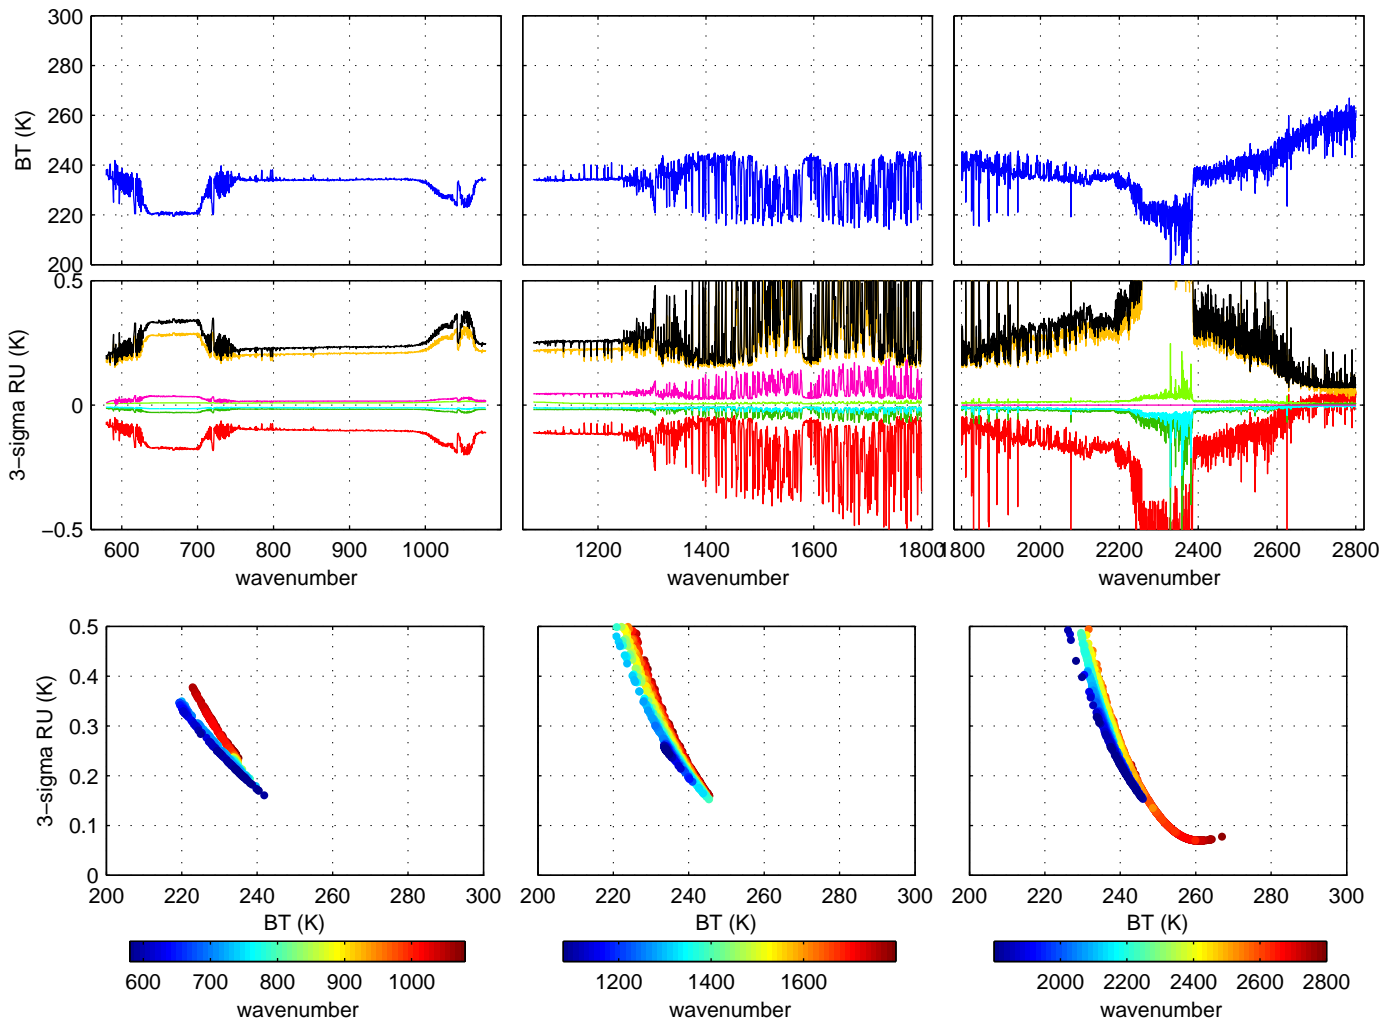 300
280
260
240
220
200
BT (K)
0.5
0
−0.5
3−sigma RU (K)
600 700 800 900 1000
1200 1400 1600 1800
1800 2000 2200 2400 2600 2800
wavenumber wavenumber wavenumber
0.5
0.4
0.3
0.2
0.1
0
3−sigma RU (K)
200 220 240 260 280 300
200 220 240 260 280 300
200 220 240 260 280 300
BT (K) BT (K) BT (K)
600 700 800 900 1000
1200 1400 1600
2000 2200 2400 2600 2800
wavenumber wavenumber wavenumber